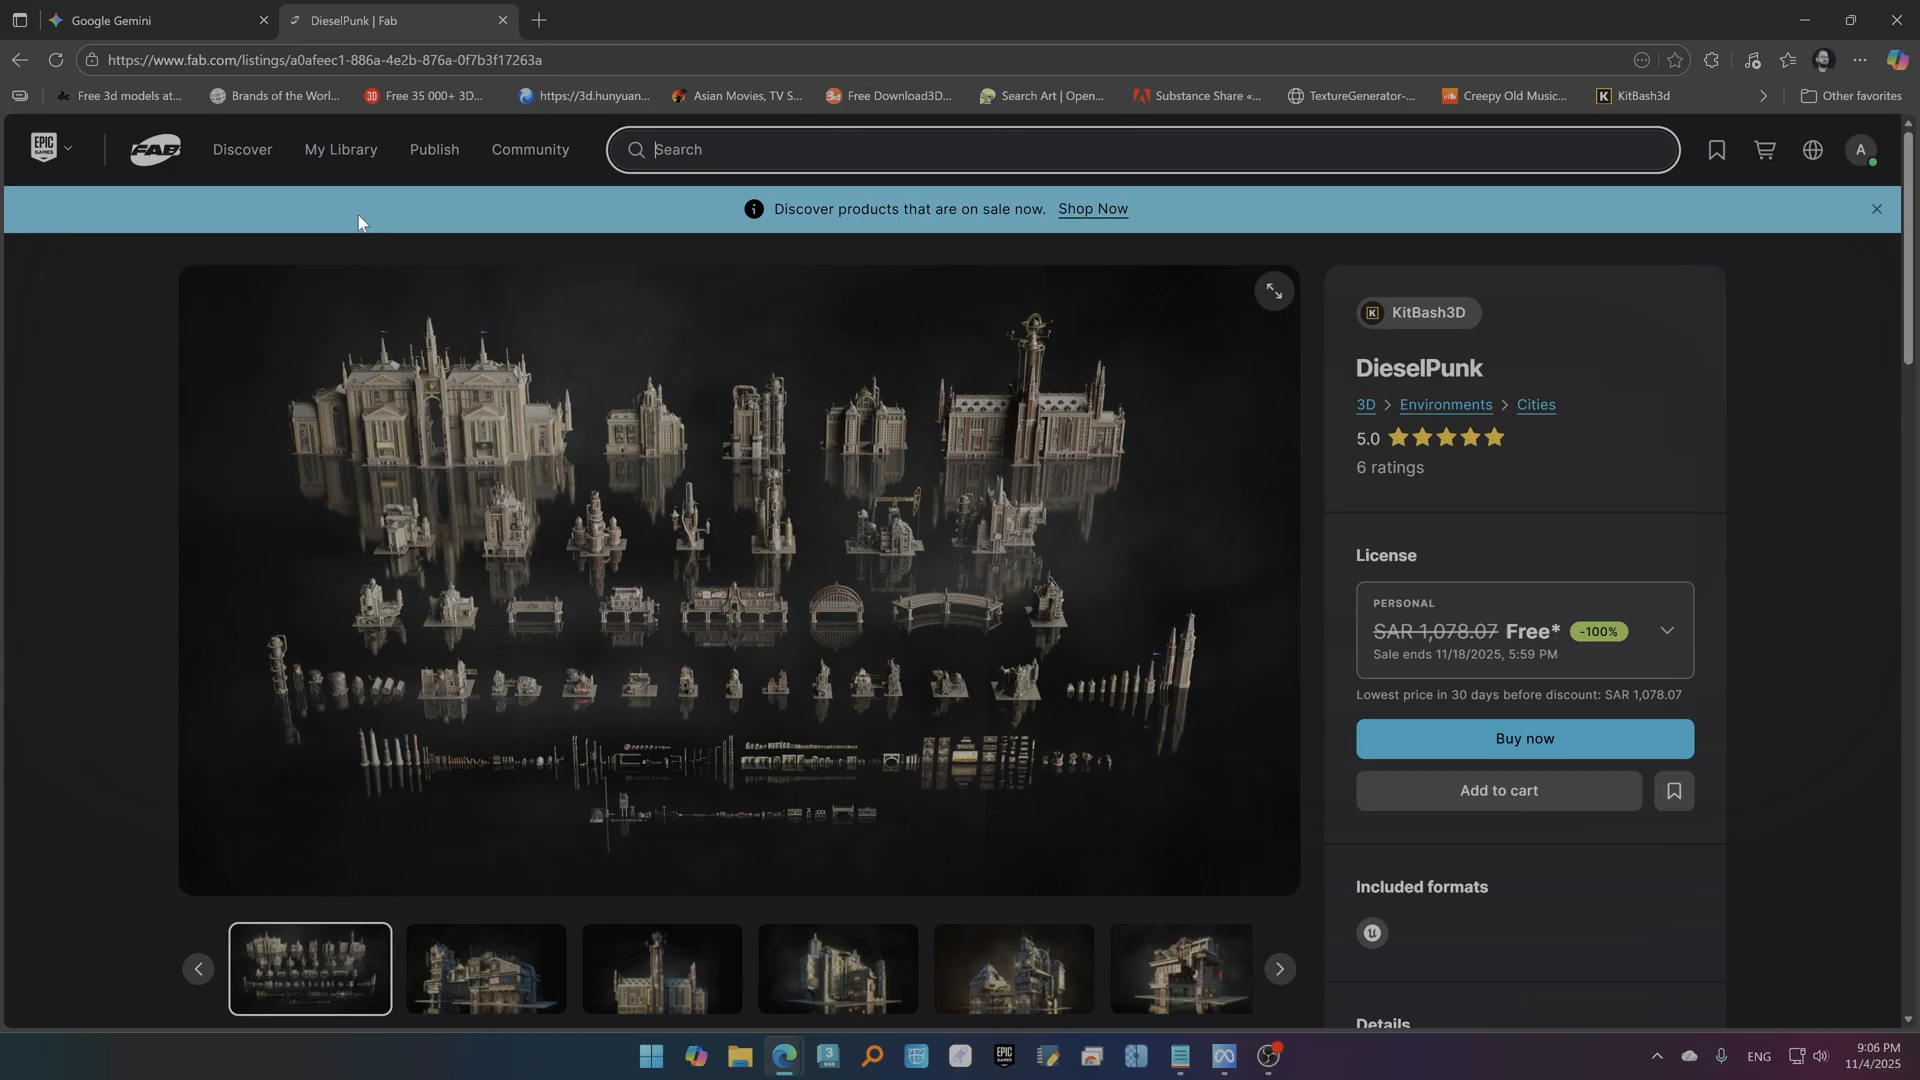 Google Gemini
DieselPunk | Fab
https://www.fab.com/listings/a0afeec1-886a-4e2b-876a-0f7b3f17263a
Free 3d models at...
Brands of the Worl...
3D Free 35 000+ 3D...
https://3d.hunyuan...
Asian Movies, TV S...
Free Download3D...
Search Art | Open...
Substance Share «...
TextureGenerator-...
Creepy Old Music...
K KitBash3d
Other favorites
EPIC GAMES
FAB
Discover
My Library
Publish
Community
Search
A
Discover products that are on sale now. Shop Now
K KitBash3D
DieselPunk
3D > Environments > Cities
5.0
6 ratings
License
PERSONAL
SAR 1,078.07 Free* -100%
Sale ends 11/18/2025, 5:59 PM
Lowest price in 30 days before discount: SAR 1,078.07
Buy now
Add to cart
Included formats
Details
3
MAX
EPIC GAMES
ENG
9:06 PM
11/4/2025